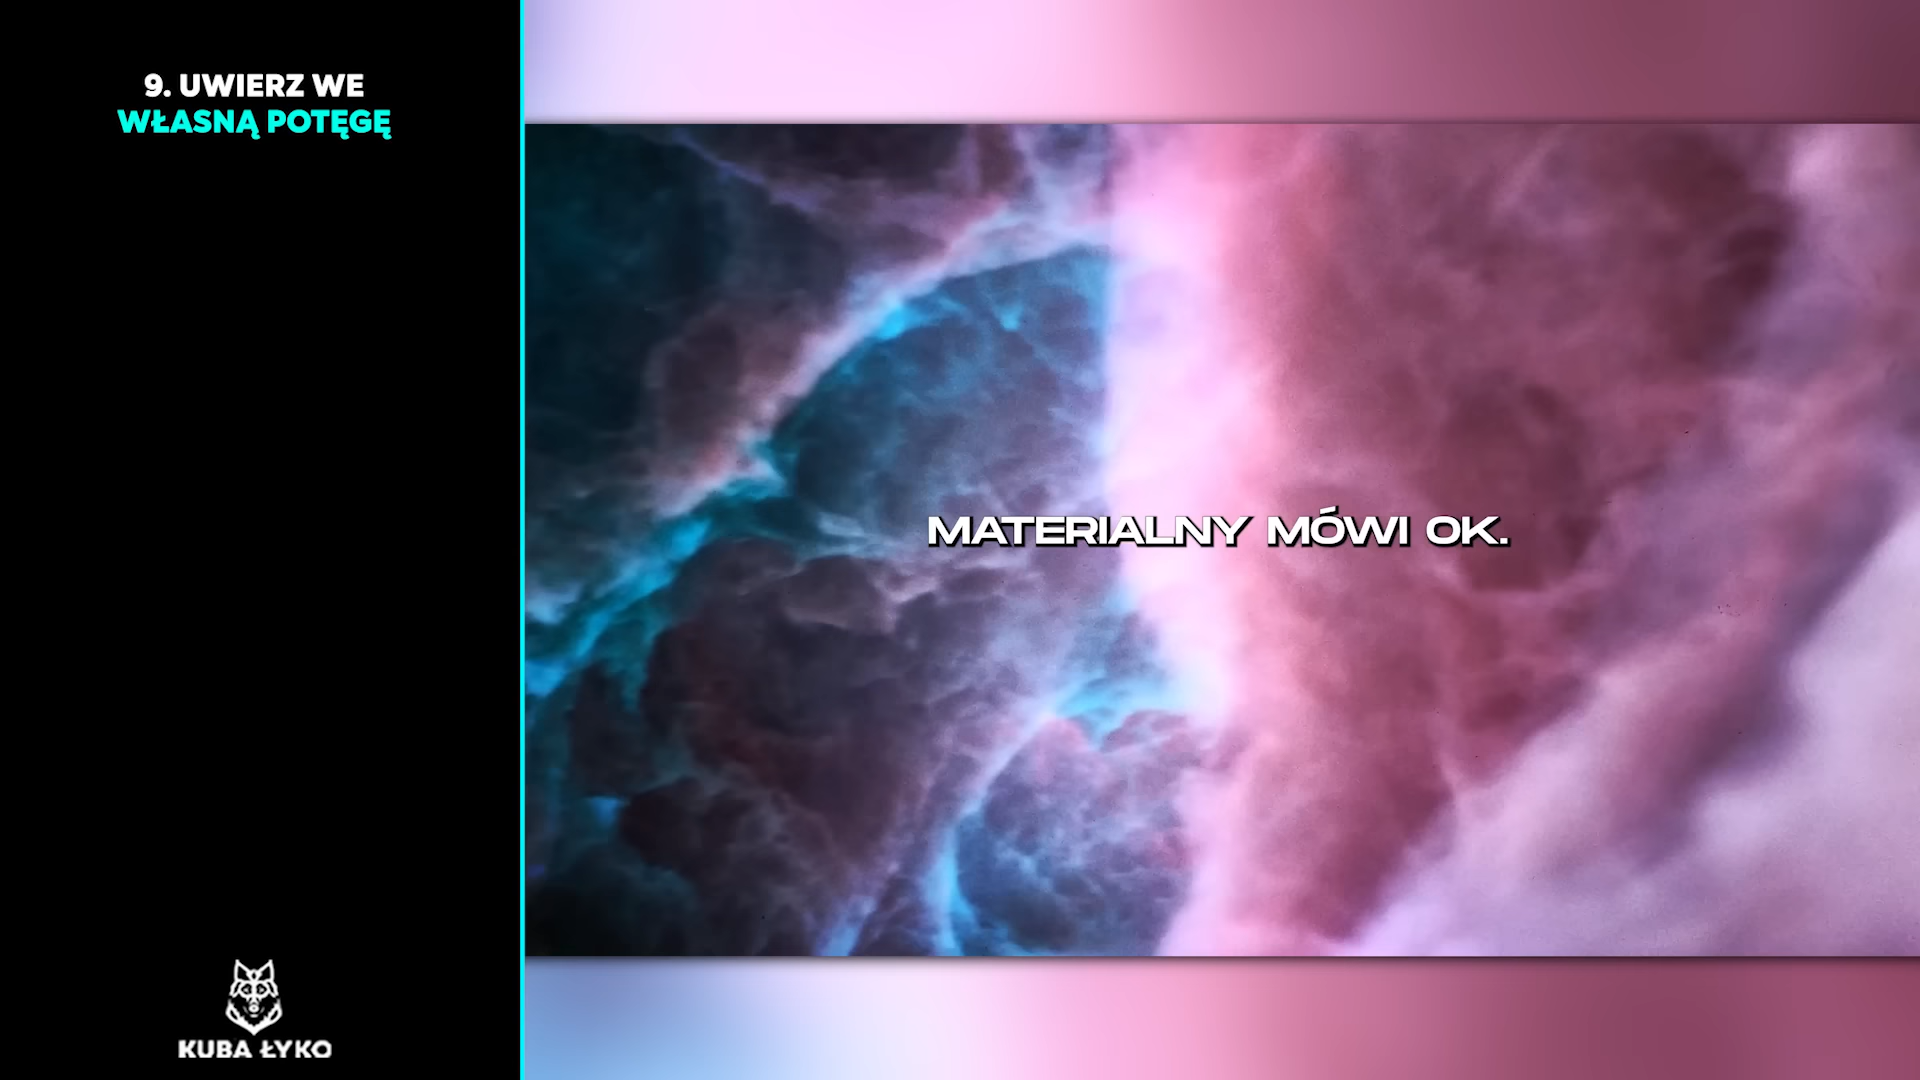 9. UWIERZ WE
WŁASNĄ POTĘGĘ
MATERIALNY MÓWI OK.
KUBA ŁYKO